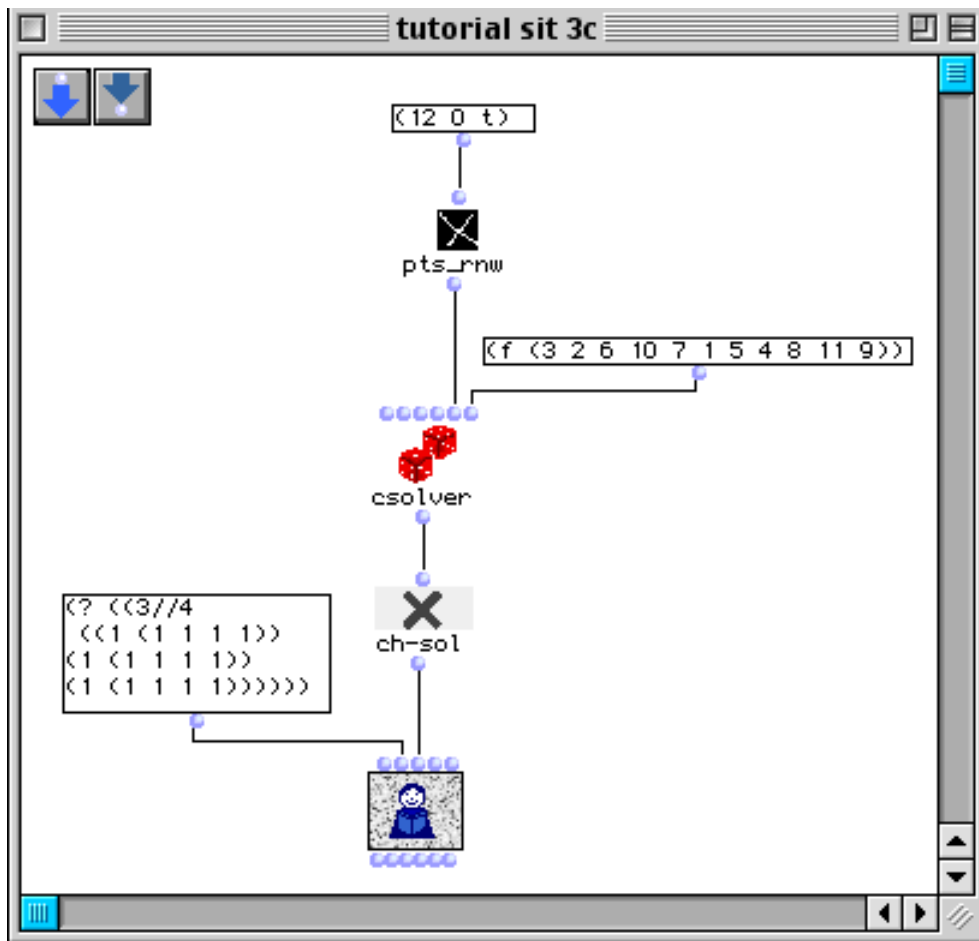 tutorial sit 3c
(12 0 t)
pts_rnw
(f (3 2 6 10 7 1 5 4 8 11 9))
csolver
(? ((3//4
((1 (1 1 1 1))
(1 (1 1 1 1))
(1 (1 1 1 1))))))
ch-sol